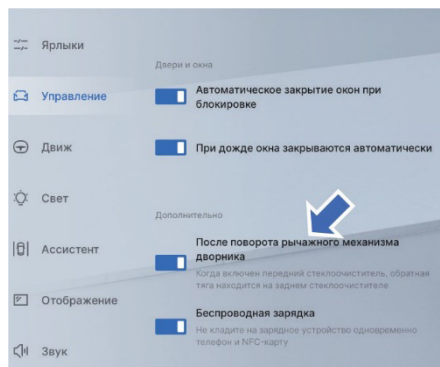 Ярлыки
Двери и окна
Управление
Автоматическое закрытие окон при
блокировке
Движ
При дожде окна закрываются автоматически
Свет
Дополнительно
Ассистент
После поворота рычажного механизма
дворника
Когда включен передний стеклоочиститель, обратная
тяга находится на заднем стеклоочистителе
Отображение
Беспроводная зарядка
Не кладите на зарядное устройство одновременно
телефон и NFC-карту
Звук